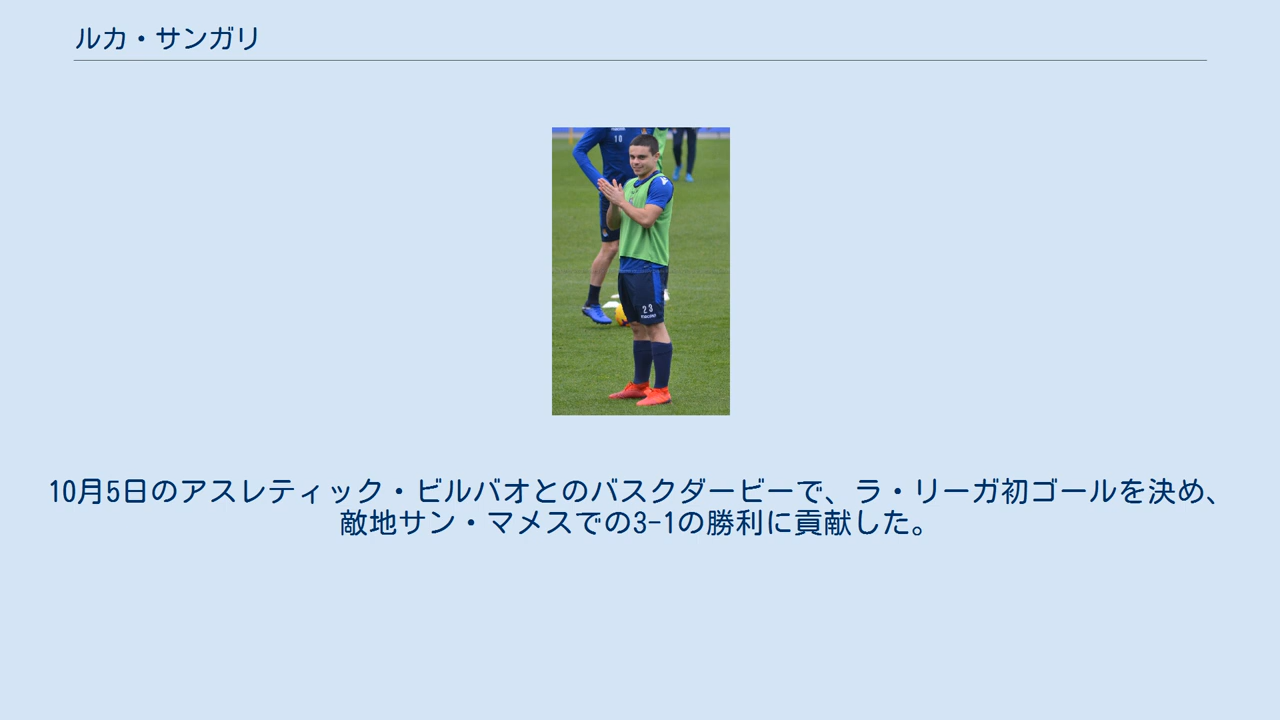 ルカ・サンガリ
10
23
10月5日のアスレティック・ビルバオとのバスクダービーで、ラ・リーガ初ゴールを決め、
敵地サン・マメスでの3-1の勝利に貢献した。